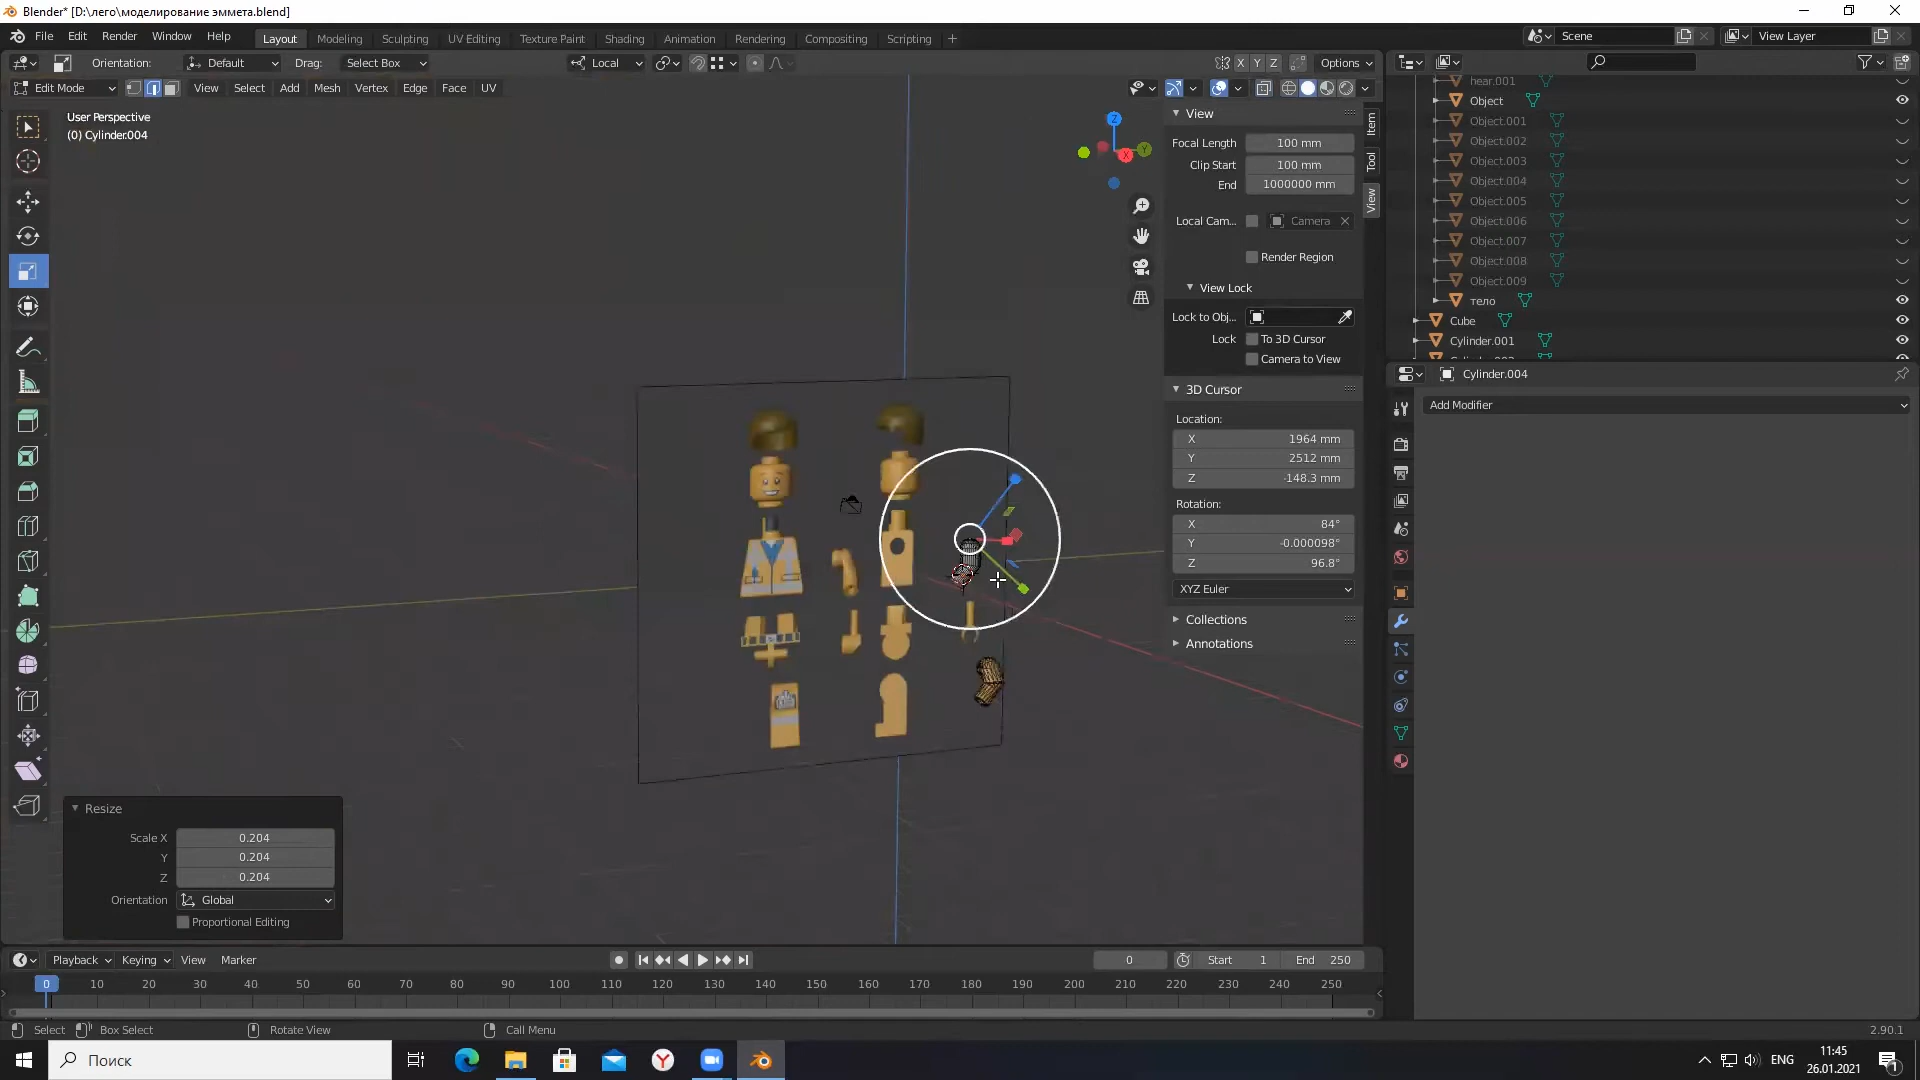 Blender* [D:\лего\моделирование эммета.blend]
File Edit Render Window Help Layout Modeling Sculpting UV Editing Texture Paint Shading Animation Rendering Compositing Scripting + Scene View Layer
Orientation: Default Drag: Select Box Local X Y Z Options
Edit Mode View Select Add Mesh Vertex Edge Face UV
User Perspective
(0) Cylinder.004
Z
Y
X
View
Focal Length 100 mm
Clip Start 100 mm
End 1000000 mm
Local Cam... Camera
Render Region
View Lock
Lock to Obj...
Lock To 3D Cursor
Camera to View
3D Cursor
Location:
X 1964 mm
Y 2512 mm
Z -148.3 mm
Rotation:
X 84°
Y -0.000098°
Z 96.8°
XYZ Euler
Collections
Annotations
Item
Tool
View
hear.001
Object
Object.001
Object.002
Object.003
Object.004
Object.005
Object.006
Object.007
Object.008
Object.009
тело
Cube
Cylinder.001
Cylinder.004
Add Modifier
Resize
Scale X 0.204
Y 0.204
Z 0.204
Orientation Global
Proportional Editing
Playback Keying View Marker 0 Start 1 End 250
0 10 20 30 40 50 60 70 80 90 100 110 120 130 140 150 160 170 180 190 200 210 220 230 240 250
Select Box Select Rotate View Call Menu 2.90.1
Поиск ENG 11:45
26.01.2021
1